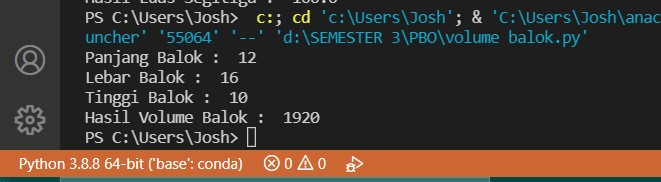 Hasil Luas Segitiga : 100.0
PS C:\Users\Josh>  c:; cd 'c:\Users\Josh'; & 'C:\Users\Josh\anac
uncher' '55064' '--' 'd:\SEMESTER 3\PBO\volume balok.py'
Panjang Balok :  12
Lebar Balok :  16
Tinggi Balok :  10
Hasil Volume Balok :  1920
PS C:\Users\Josh>
Python 3.8.8 64-bit ('base': conda) 0 0